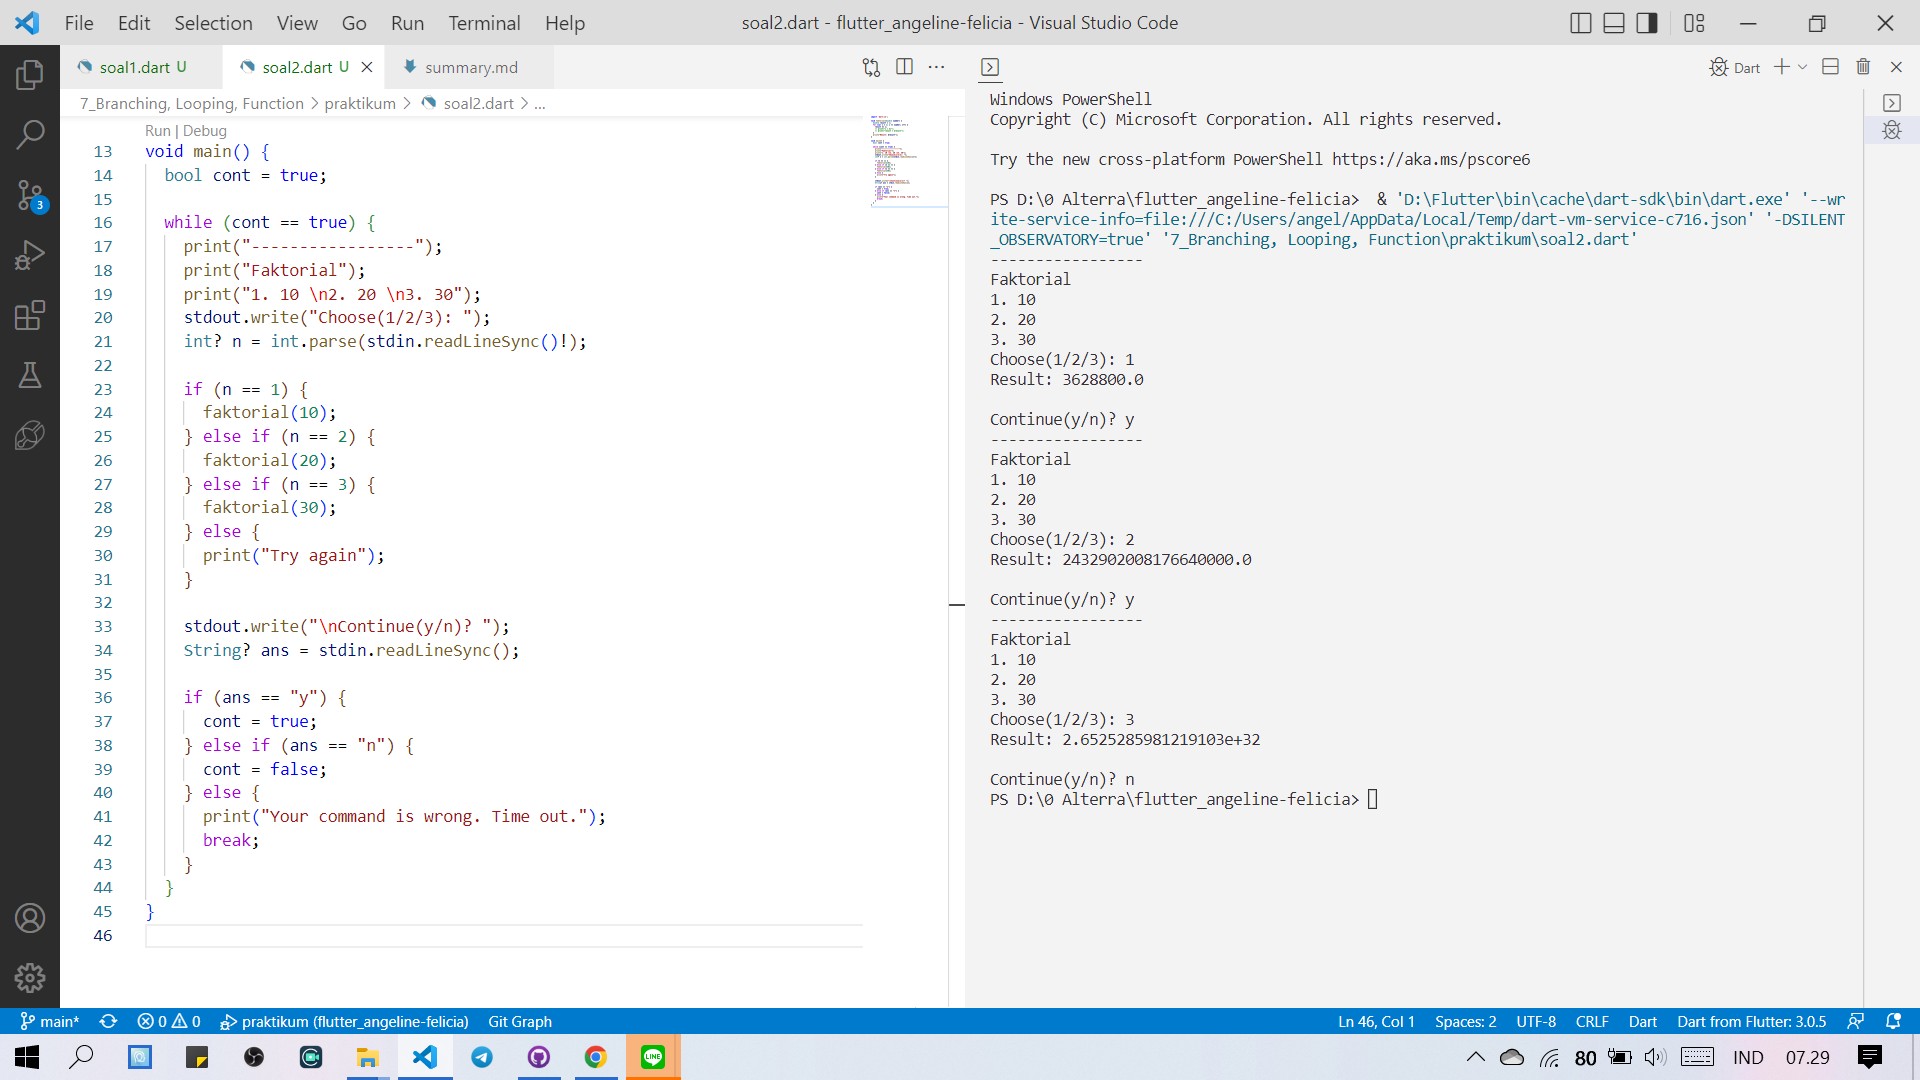 File Edit Selection View Go Run Terminal Help
soal2.dart - flutter_angeline-felicia - Visual Studio Code
soal1.dart U
soal2.dart U
summary.md
7_Branching, Looping, Function > praktikum > soal2.dart > ...
Run | Debug
13 void main() {
14 bool cont = true;
15
16 while (cont == true) {
17 print("-----------------");
18 print("Faktorial");
19 print("1. 10 \n2. 20 \n3. 30");
20 stdout.write("Choose(1/2/3): ");
21 int? n = int.parse(stdin.readLineSync()!);
22
23 if (n == 1) {
24 faktorial(10);
25 } else if (n == 2) {
26 faktorial(20);
27 } else if (n == 3) {
28 faktorial(30);
29 } else {
30 print("Try again");
31 }
32
33 stdout.write("\nContinue(y/n)? ");
34 String? ans = stdin.readLineSync();
35
36 if (ans == "y") {
37 cont = true;
38 } else if (ans == "n") {
39 cont = false;
40 } else {
41 print("Your command is wrong. Time out.");
42 break;
43 }
44 }
45 }
46
Dart
Windows PowerShell
Copyright (C) Microsoft Corporation. All rights reserved.
Try the new cross-platform PowerShell https://aka.ms/pscore6
PS D:\0 Alterra\flutter_angeline-felicia> & 'D:\Flutter\bin\cache\dart-sdk\bin\dart.exe' '--wr
ite-service-info=file:///C:/Users/angel/AppData/Local/Temp/dart-vm-service-c716.json' '-DSILENT
_OBSERVATORY=true' '7_Branching, Looping, Function\praktikum\soal2.dart'
-----------------
Faktorial
1. 10
2. 20
3. 30
Choose(1/2/3): 1
Result: 3628800.0
Continue(y/n)? y
-----------------
Faktorial
1. 10
2. 20
3. 30
Choose(1/2/3): 2
Result: 2432902008176640000.0
Continue(y/n)? y
-----------------
Faktorial
1. 10
2. 20
3. 30
Choose(1/2/3): 3
Result: 2.6525285981219103e+32
Continue(y/n)? n
PS D:\0 Alterra\flutter_angeline-felicia>
3
main* 0 0 praktikum (flutter_angeline-felicia) Git Graph
Ln 46, Col 1 Spaces: 2 UTF-8 CRLF Dart Dart from Flutter: 3.0.5
LINE
80 IND 07.29